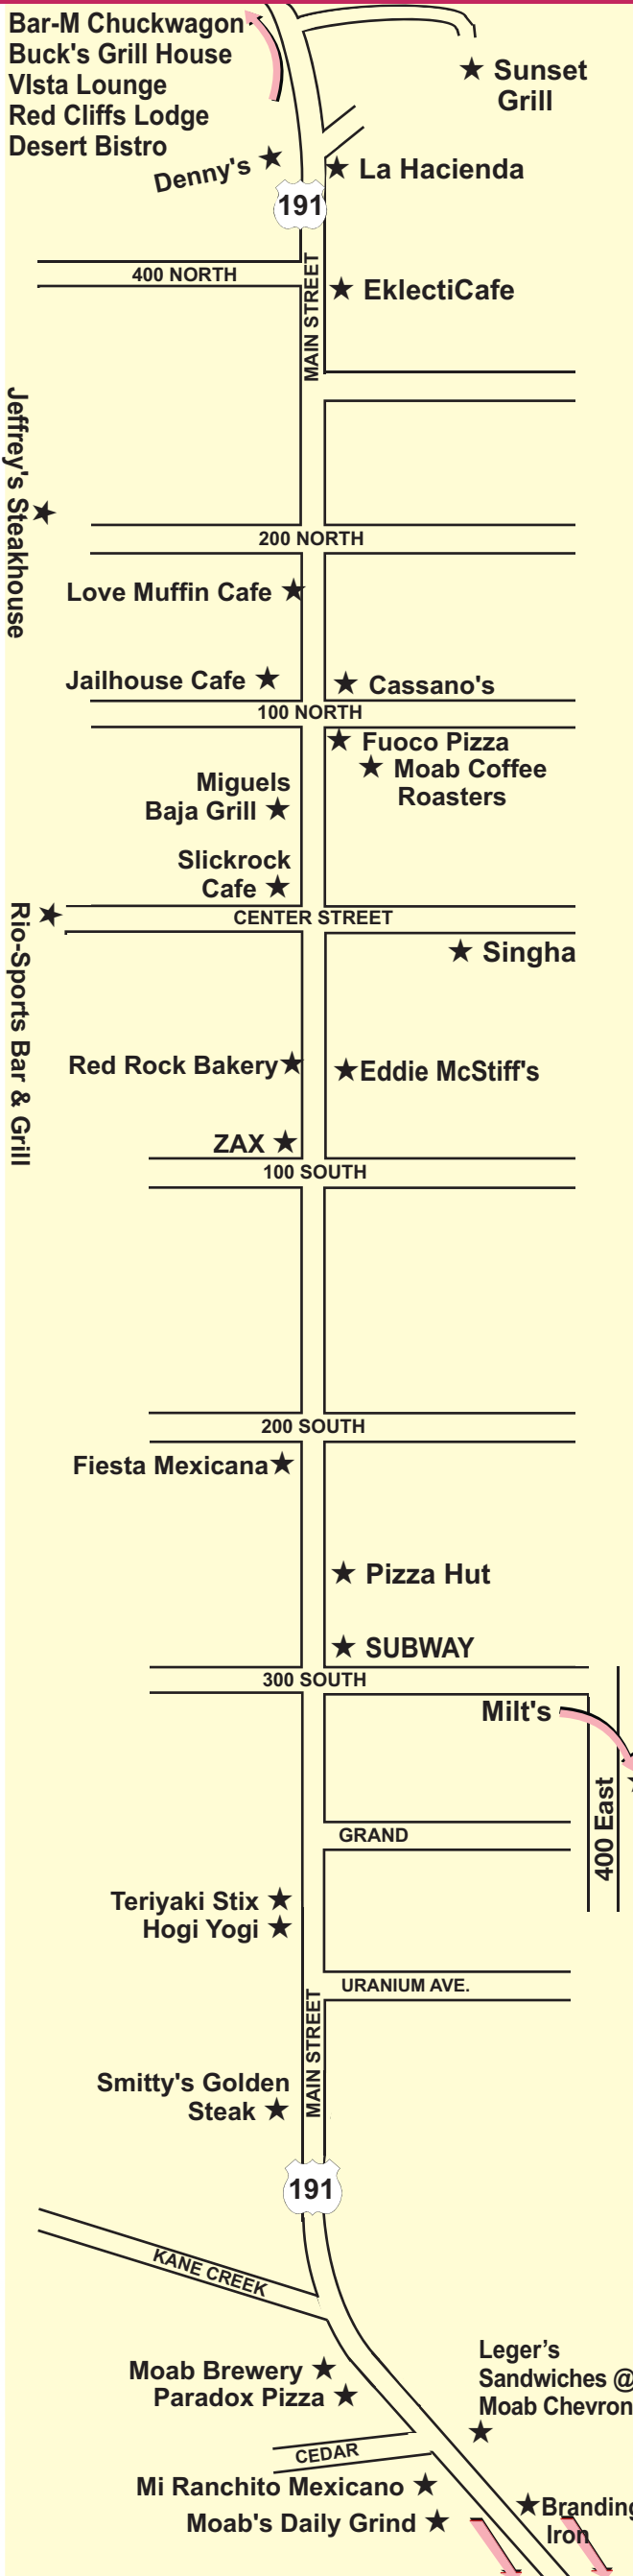 Bar-M Chuckwagon
Buck's Grill House
VIsta Lounge
Red Cliffs Lodge
Desert Bistro
Sunset
Grill
Denny's
La Hacienda
191
400 NORTH
MAIN STREET
EklectiCafe
Jeffrey's Steakhouse
200 NORTH
Love Muffin Cafe
Jailhouse Cafe
Cassano's
100 NORTH
Fuoco Pizza
Moab Coffee
Roasters
Miguels
Baja Grill
Slickrock
Cafe
CENTER STREET
Rio-Sports Bar & Grill
Singha
Red Rock Bakery
Eddie McStiff's
ZAX
100 SOUTH
200 SOUTH
Fiesta Mexicana
Pizza Hut
SUBWAY
300 SOUTH
Milt's
400 East
GRAND
Teriyaki Stix
Hogi Yogi
URANIUM AVE.
MAIN STREET
Smitty's Golden
Steak
191
KANE CREEK
Leger’s
Sandwiches @
Moab Chevron
Moab Brewery
Paradox Pizza
CEDAR
Mi Ranchito Mexicano
Moab's Daily Grind
Branding
Iron